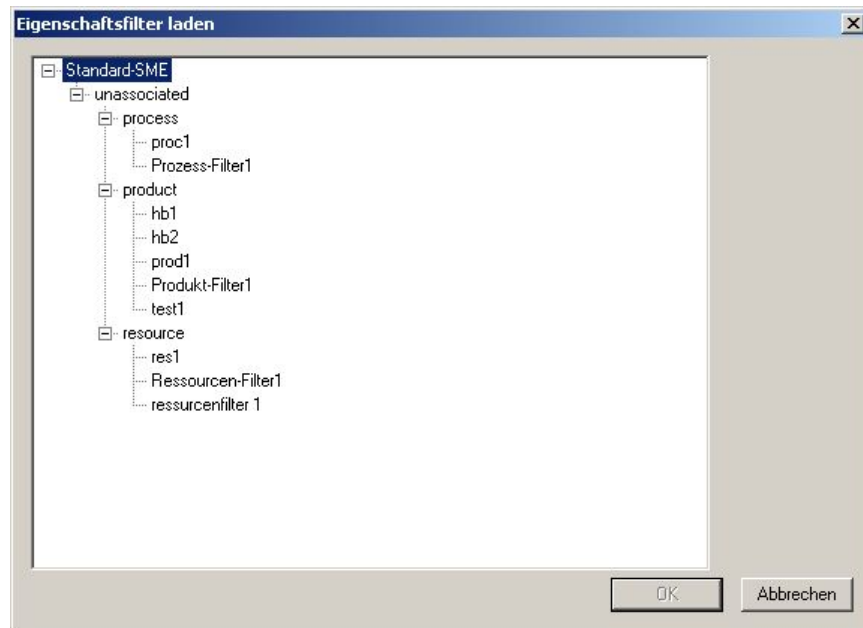 Eigenschaftsfilter laden
Standard-SME
unassociated
process
proc1
Prozess-Filter1
product
hb1
hb2
prod1
Produkt-Filter1
test1
resource
res1
Ressourcen-Filter1
ressurcenfilter 1
OK
Abbrechen